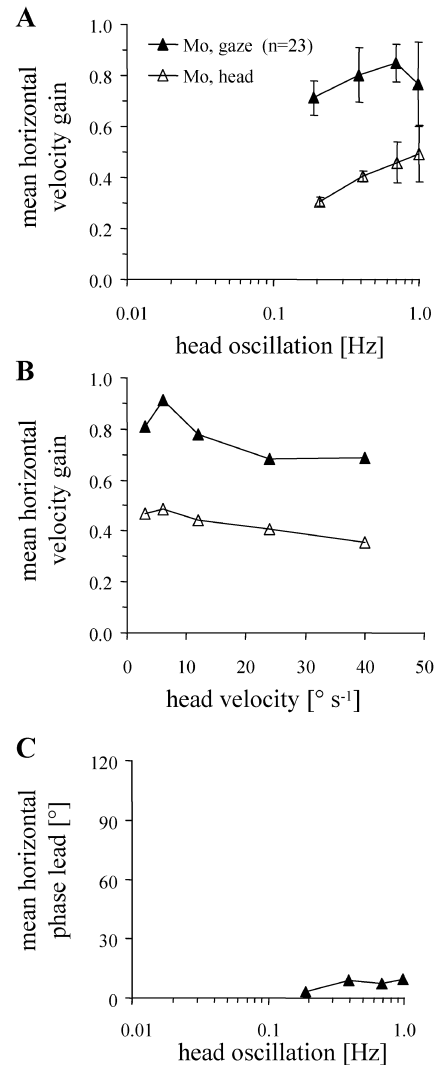 A
Mo, gaze (n=23)
Mo, head
mean horizontal
velocity gain
1.0
0.8
0.6
0.4
0.2
0.0
0.01
0.1
1.0
head oscillation [Hz]
B
mean horizontal
velocity gain
1.0
0.8
0.6
0.4
0.2
0.0
0
10
20
30
40
50
head velocity [° s-1]
C
mean horizontal
phase lead [°]
120
90
60
30
0
0.01
0.1
1.0
head oscillation [Hz]